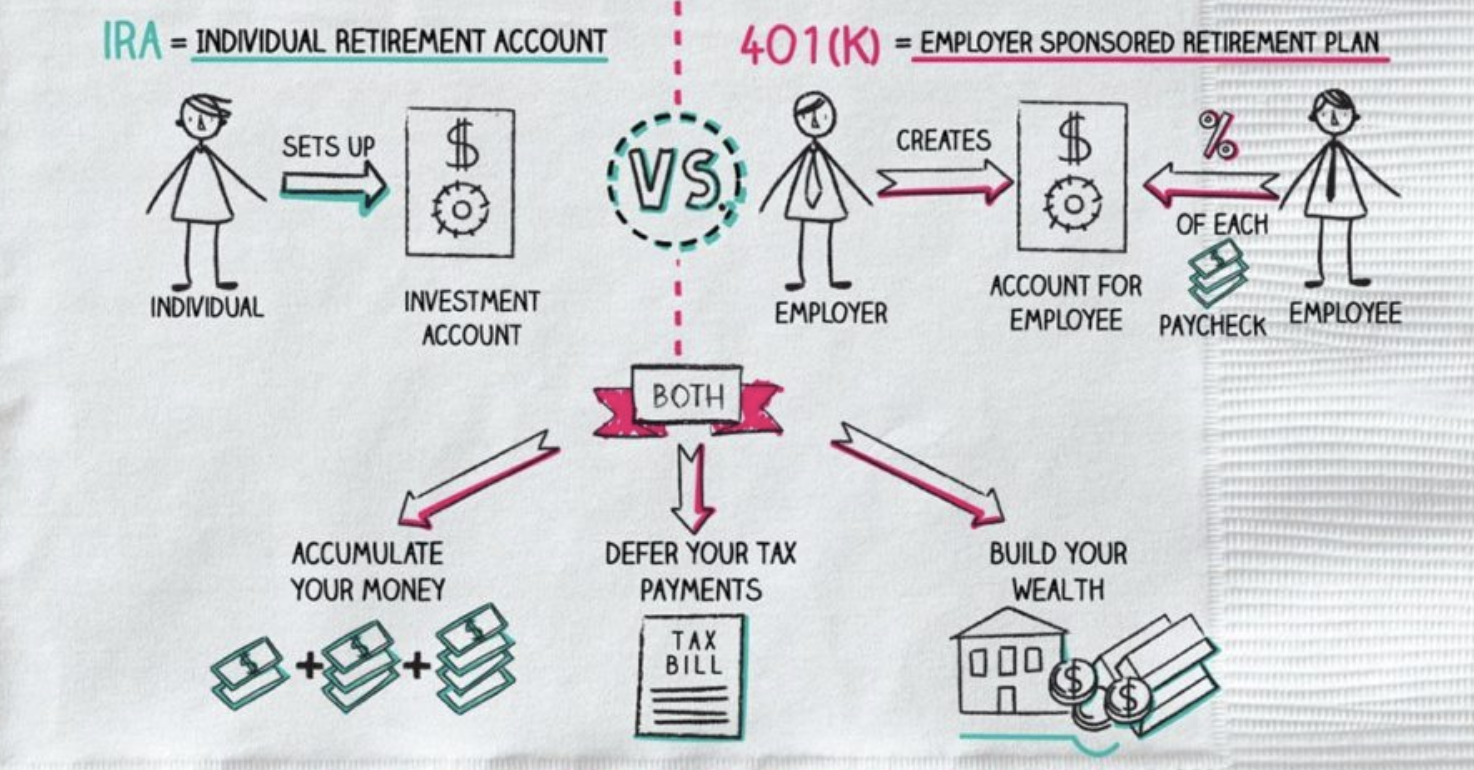 IRA = INDIVIDUAL RETIREMENT ACCOUNT
401(K) = EMPLOYER SPONSORED RETIREMENT PLAN
SETS UP
$
INDIVIDUAL
INVESTMENT
ACCOUNT
VS.
CREATES
$
%
OF EACH
$
EMPLOYER
ACCOUNT FOR
EMPLOYEE
PAYCHECK
EMPLOYEE
BOTH
ACCUMULATE
YOUR MONEY
$ + $ + $
DEFER YOUR TAX
PAYMENTS
TAX
BILL
BUILD YOUR
WEALTH
$
$